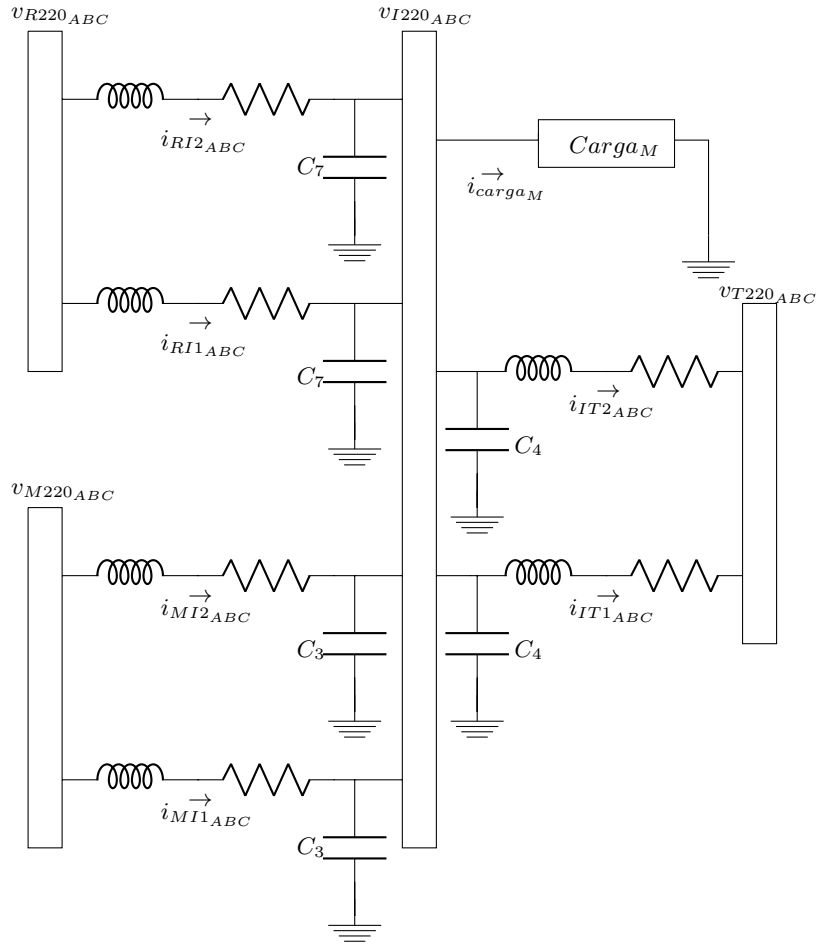 v_{R220_{ABC}}
v_{I220_{ABC}}
i_{RI2_{ABC}}
C_7
Carga_M
i_{carga_M}
i_{RI1_{ABC}}
C_7
v_{T220_{ABC}}
i_{IT2_{ABC}}
C_4
v_{M220_{ABC}}
i_{MI2_{ABC}}
C_3
i_{IT1_{ABC}}
C_4
i_{MI1_{ABC}}
C_3